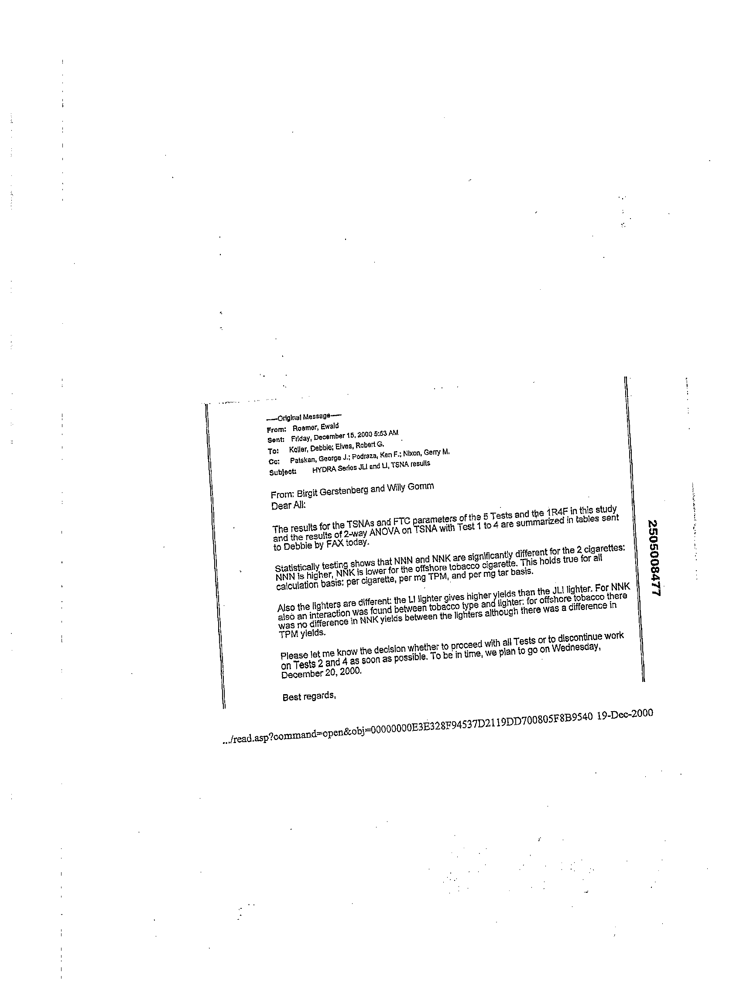 -----Original Message-----
From: Roemer, Ewald
Sent: Friday, December 15, 2000 5:53 AM
To: Koller, Debbie; Elves, Robert G.
Cc: Patskan, George J.; Podraza, Ken F.; Nixon, Gerry M.
Subject: HYDRA Series JLI and LI, TSNA results
From: Birgit Gerstenberg and Willy Gomm
Dear All:
The results for the TSNAs and FTC parameters of the 5 Tests and the 1R4F in this study
and the results of 2-way ANOVA on TSNA with Test 1 to 4 are summarized in tables sent
to Debbie by FAX today.
Statistically testing shows that NNN and NNK are significantly different for the 2 cigarettes:
NNN is higher, NNK is lower for the offshore tobacco cigarette. This holds true for all
calculation basis: per cigarette, per mg TPM, and per mg tar basis.
Also the lighters are different: the LI lighter gives higher yields than the JLI lighter. For NNK
also an interaction was found between tobacco type and lighter: for offshore tobacco there
was no difference in NNK yields between the lighters although there was a difference in
TPM yields.
Please let me know the decision whether to proceed with all Tests or to discontinue work
on Tests 2 and 4 as soon as possible. To be in time, we plan to go on Wednesday,
December 20, 2000.
Best regards,
2505008477
.../read.asp?command=open&obj=00000000E3E328F94537D2119DD700805F8B9540 19-Dec-2000